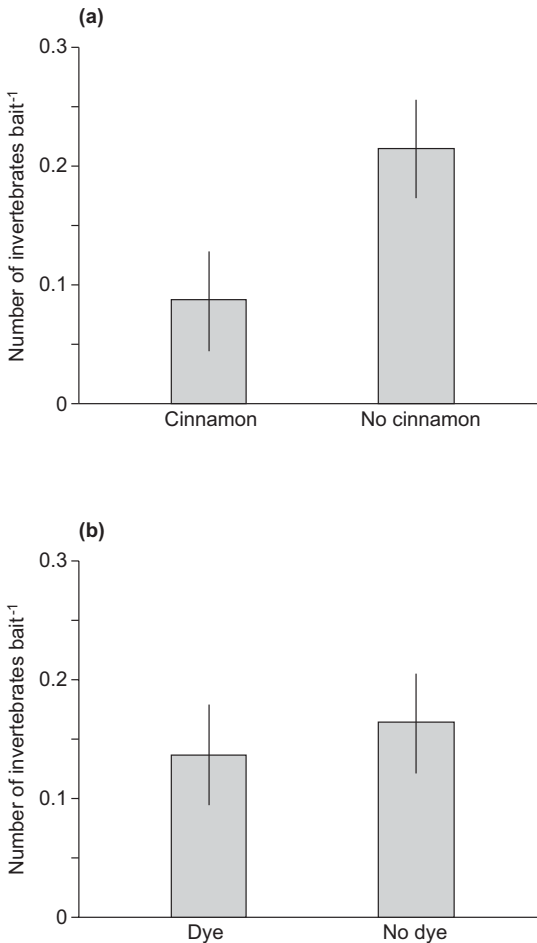 (a)
Number of invertebrates bait-1
0.3
0.2
0.1
0
Cinnamon No cinnamon
(b)
Number of invertebrates bait-1
0.3
0.2
0.1
0
Dye No dye